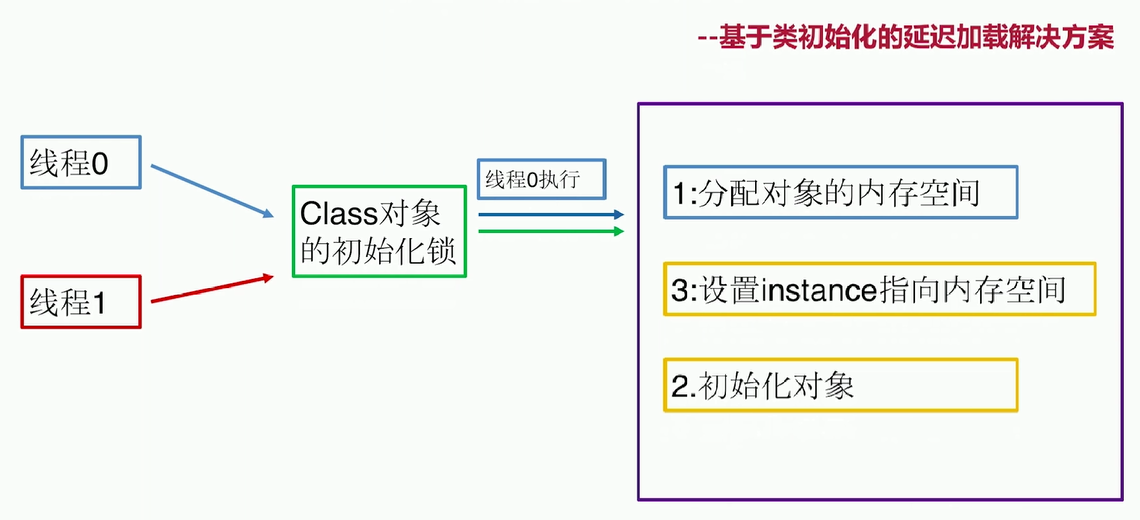 --基于类初始化的延迟加载解决方案
线程0
线程0执行
1:分配对象的内存空间
Class对象
的初始化锁
3:设置instance指向内存空间
线程1
2.初始化对象